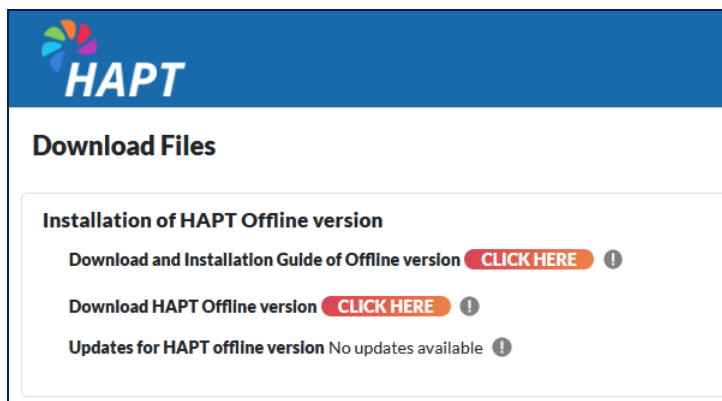 HAPT
Download Files
Installation of HAPT Offline version
Download and Installation Guide of Offline version CLICK HERE !
Download HAPT Offline version CLICK HERE !
Updates for HAPT offline version No updates available !